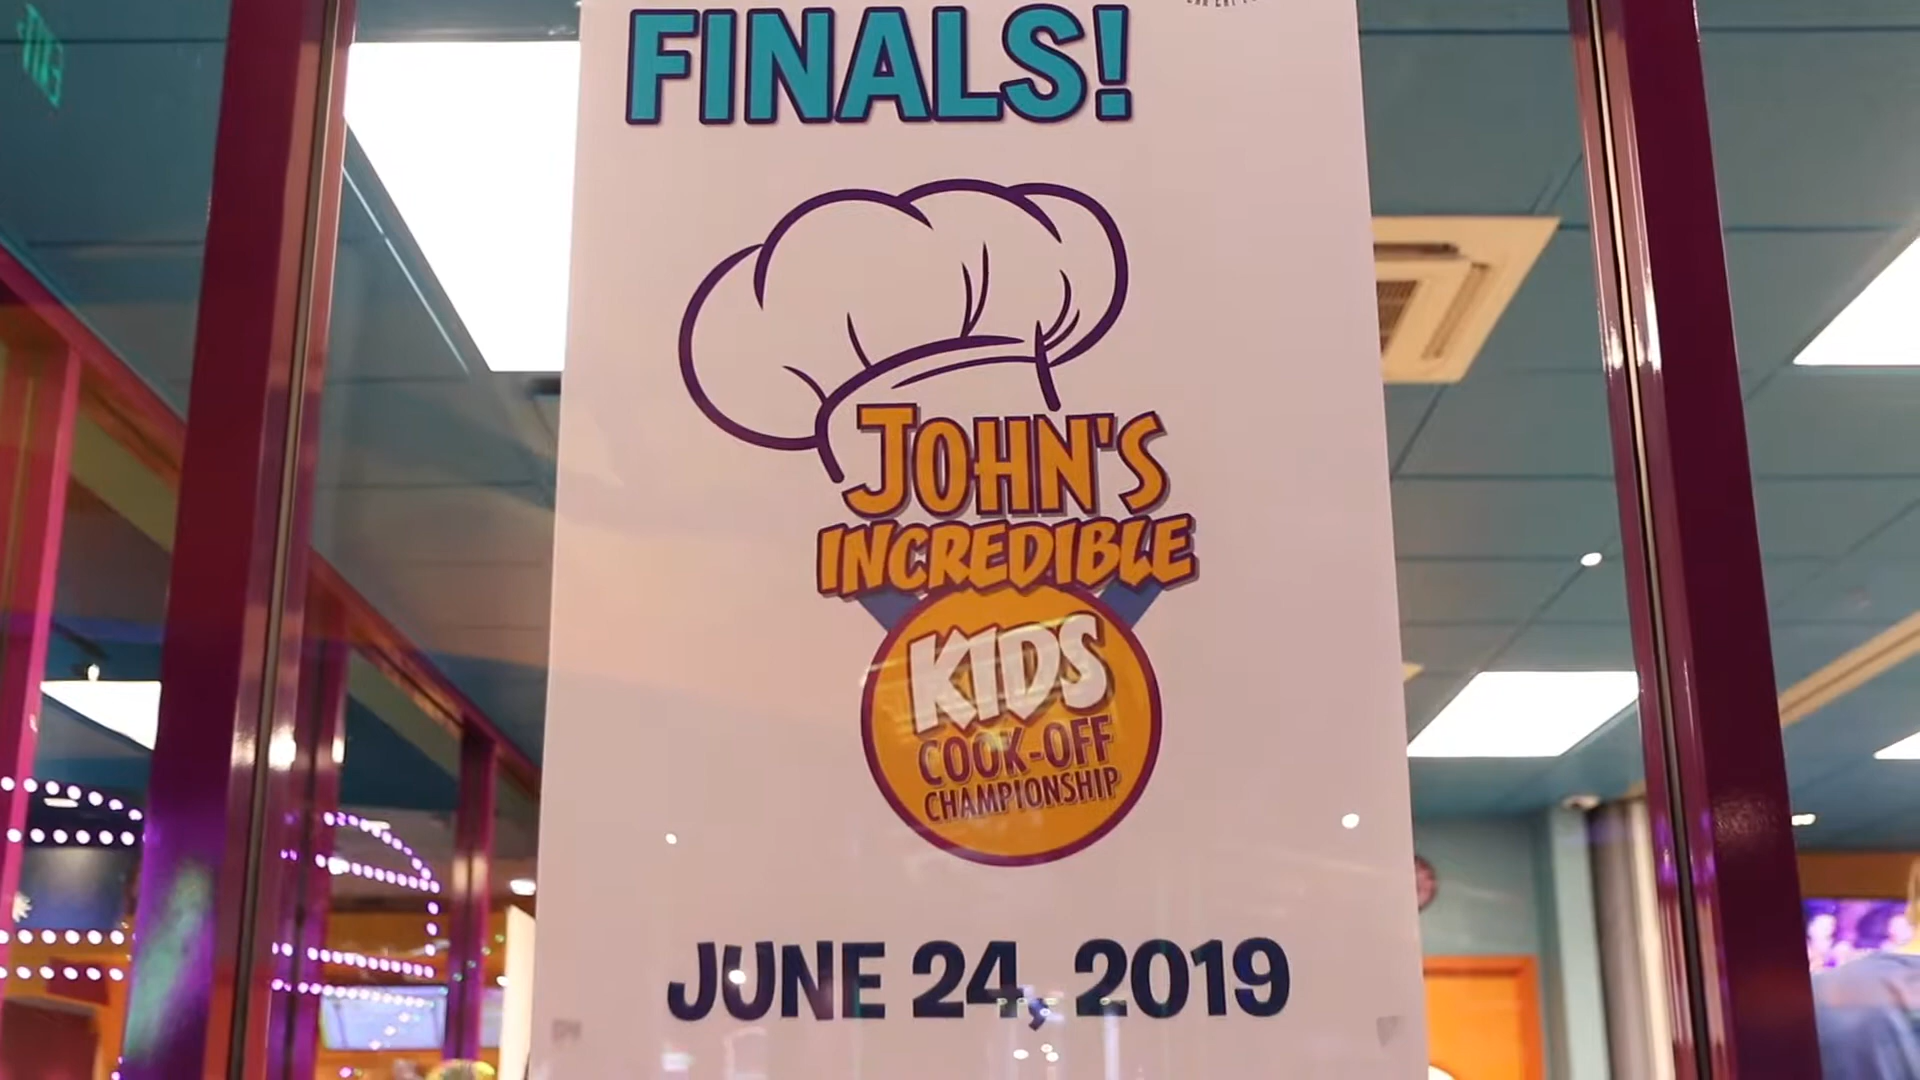 FINALS!
JOHN'S
INCREDIBLE
KIDS
COOK-OFF
CHAMPIONSHIP
JUNE 24, 2019